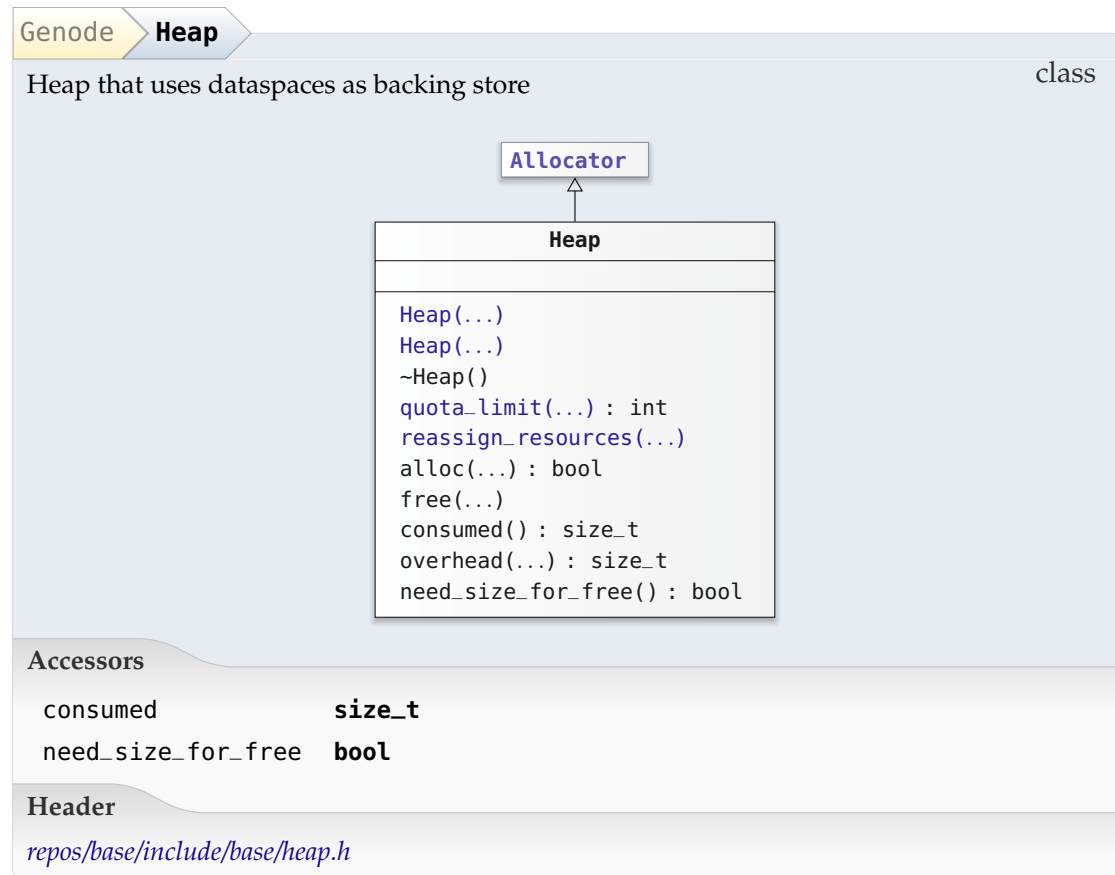 Genode Heap
class
Heap that uses dataspaces as backing store
Allocator
Heap
Heap(...)
Heap(...)
~Heap()
quota_limit(...) : int
reassign_resources(...)
alloc(...) : bool
free(...)
consumed() : size_t
overhead(...) : size_t
need_size_for_free() : bool
Accessors
consumed size_t
need_size_for_free bool
Header
repos/base/include/base/heap.h